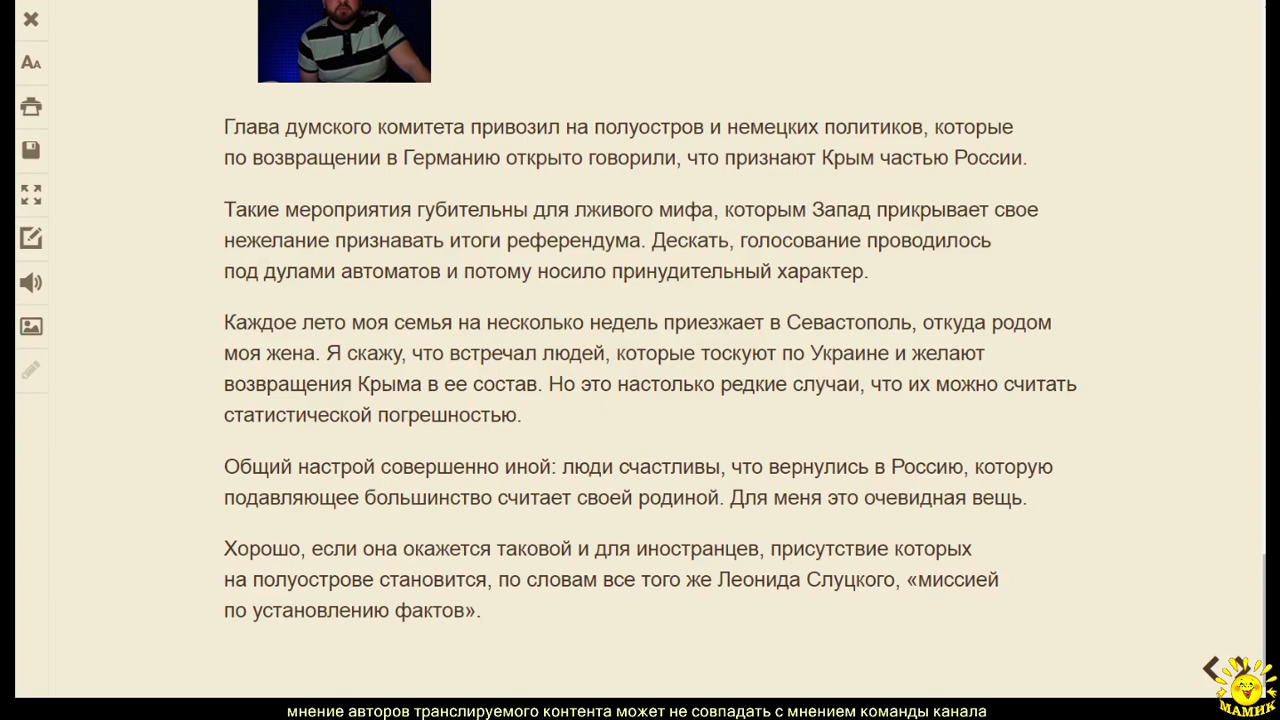 Глава думского комитета привозил на полуостров и немецких политиков, которые
по возвращении в Германию открыто говорили, что признают Крым частью России.
Такие мероприятия губительны для лживого мифа, которым Запад прикрывает свое
нежелание признавать итоги референдума. Дескать, голосование проводилось
под дулами автоматов и потому носило принудительный характер.
Каждое лето моя семья на несколько недель приезжает в Севастополь, откуда родом
моя жена. Я скажу, что встречал людей, которые тоскуют по Украине и желают
возвращения Крыма в ее состав. Но это настолько редкие случаи, что их можно считать
статистической погрешностью.
Общий настрой совершенно иной: люди счастливы, что вернулись в Россию, которую
подавляющее большинство считает своей родиной. Для меня это очевидная вещь.
Хорошо, если она окажется таковой и для иностранцев, присутствие которых
на полуострове становится, по словам все того же Леонида Слуцкого, «миссией
по установлению фактов».
МАМИК
мнение авторов транслируемого контента может не совпадать с мнением команды канала